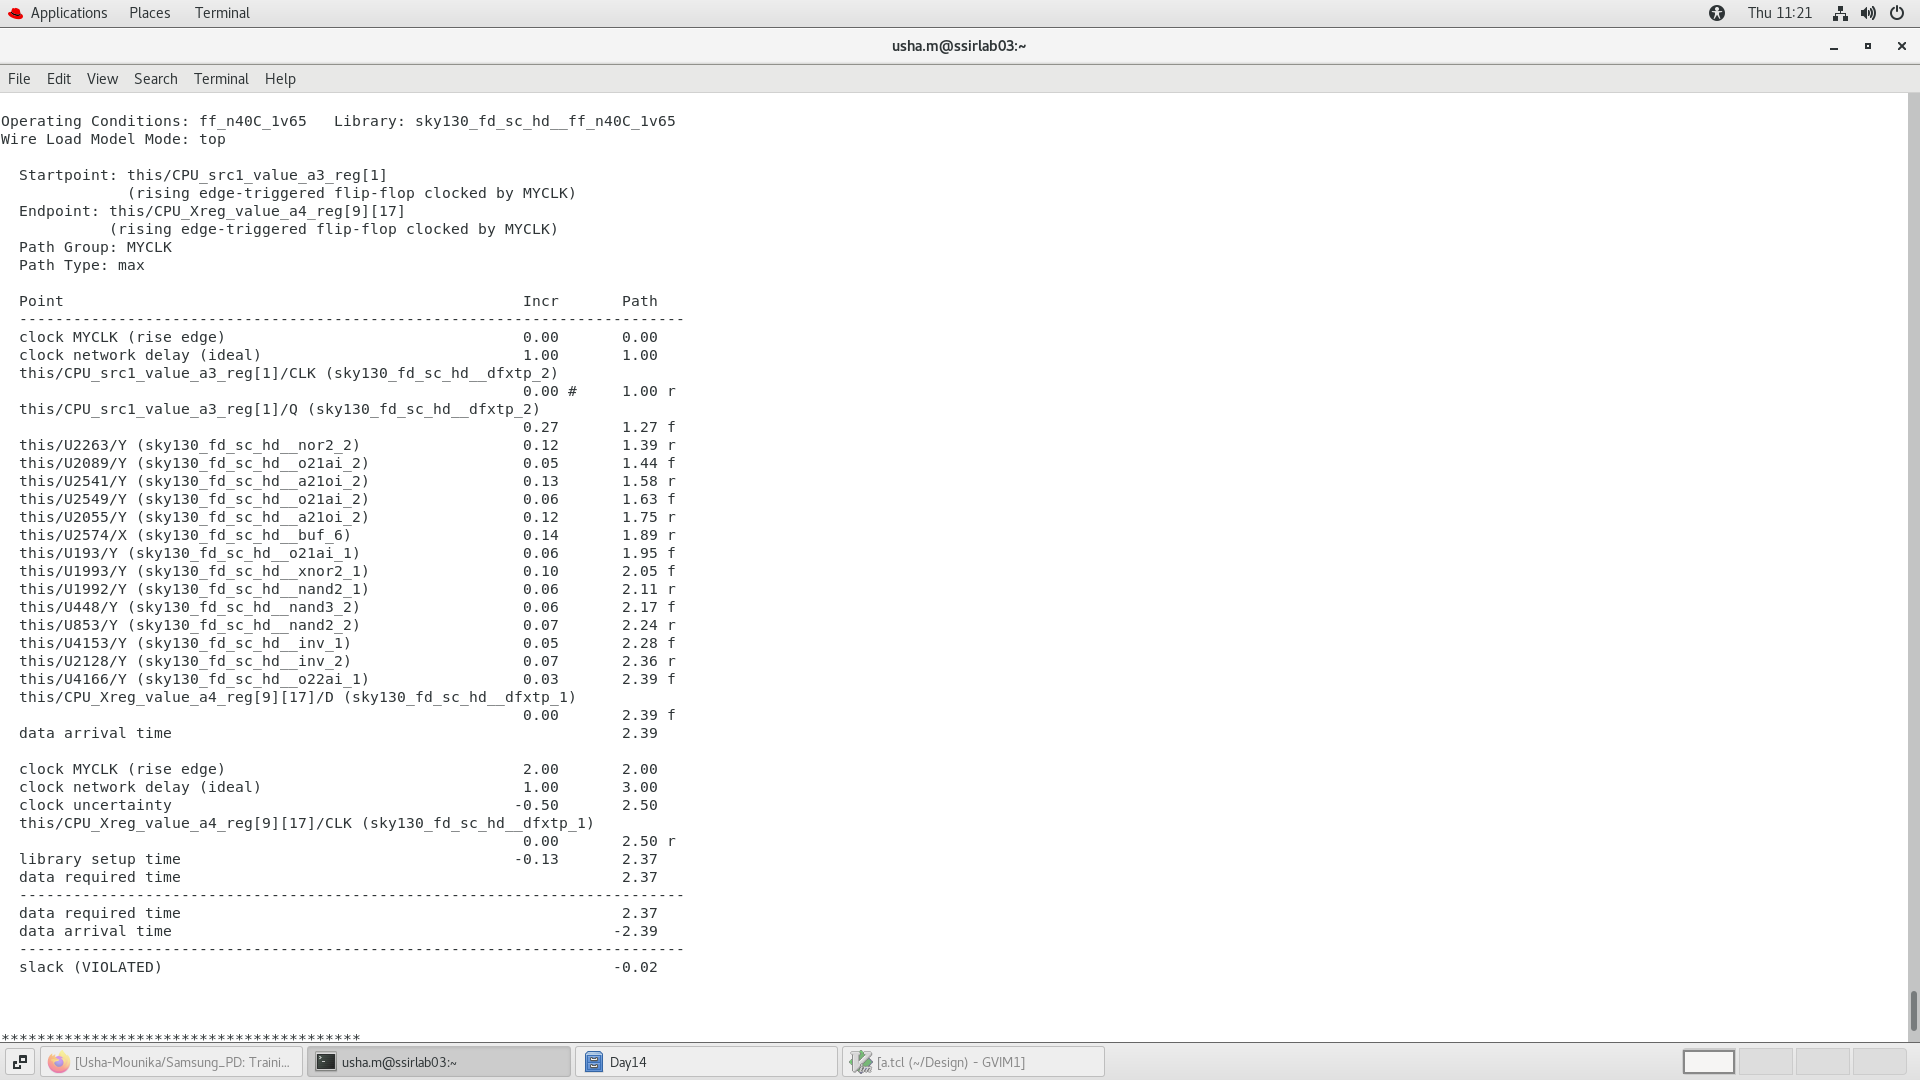 Applications Places Terminal Thu 11:21
usha.m@ssirlab03:~
File Edit View Search Terminal Help
Operating Conditions: ff_n40C_1v65   Library: sky130_fd_sc_hd__ff_n40C_1v65
Wire Load Model Mode: top
Startpoint: this/CPU_src1_value_a3_reg[1]
(rising edge-triggered flip-flop clocked by MYCLK)
Endpoint: this/CPU_Xreg_value_a4_reg[9][17]
(rising edge-triggered flip-flop clocked by MYCLK)
Path Group: MYCLK
Path Type: max
Point Incr Path
--------------------------------------------------------------------------
clock MYCLK (rise edge) 0.00 0.00
clock network delay (ideal) 1.00 1.00
this/CPU_src1_value_a3_reg[1]/CLK (sky130_fd_sc_hd__dfxtp_2)
0.00 # 1.00 r
this/CPU_src1_value_a3_reg[1]/Q (sky130_fd_sc_hd__dfxtp_2)
0.27 1.27 f
this/U2263/Y (sky130_fd_sc_hd__nor2_2) 0.12 1.39 r
this/U2089/Y (sky130_fd_sc_hd__o21ai_2) 0.05 1.44 f
this/U2541/Y (sky130_fd_sc_hd__a21oi_2) 0.13 1.58 r
this/U2549/Y (sky130_fd_sc_hd__o21ai_2) 0.06 1.63 f
this/U2055/Y (sky130_fd_sc_hd__a21oi_2) 0.12 1.75 r
this/U2574/X (sky130_fd_sc_hd__buf_6) 0.14 1.89 r
this/U193/Y (sky130_fd_sc_hd__o21ai_1) 0.06 1.95 f
this/U1993/Y (sky130_fd_sc_hd__xnor2_1) 0.10 2.05 f
this/U1992/Y (sky130_fd_sc_hd__nand2_1) 0.06 2.11 r
this/U448/Y (sky130_fd_sc_hd__nand3_2) 0.06 2.17 f
this/U853/Y (sky130_fd_sc_hd__nand2_2) 0.07 2.24 r
this/U4153/Y (sky130_fd_sc_hd__inv_1) 0.05 2.28 f
this/U2128/Y (sky130_fd_sc_hd__inv_2) 0.07 2.36 r
this/U4166/Y (sky130_fd_sc_hd__o22ai_1) 0.03 2.39 f
this/CPU_Xreg_value_a4_reg[9][17]/D (sky130_fd_sc_hd__dfxtp_1)
0.00 2.39 f
data arrival time 2.39
clock MYCLK (rise edge) 2.00 2.00
clock network delay (ideal) 1.00 3.00
clock uncertainty -0.50 2.50
this/CPU_Xreg_value_a4_reg[9][17]/CLK (sky130_fd_sc_hd__dfxtp_1)
0.00 2.50 r
library setup time -0.13 2.37
data required time 2.37
--------------------------------------------------------------------------
data required time 2.37
data arrival time -2.39
--------------------------------------------------------------------------
slack (VIOLATED) -0.02
****************************************
[Usha-Mounika/Samsung_PD: Traini... usha.m@ssirlab03:~ Day14 [a.tcl (~/Design) - GVIM1]